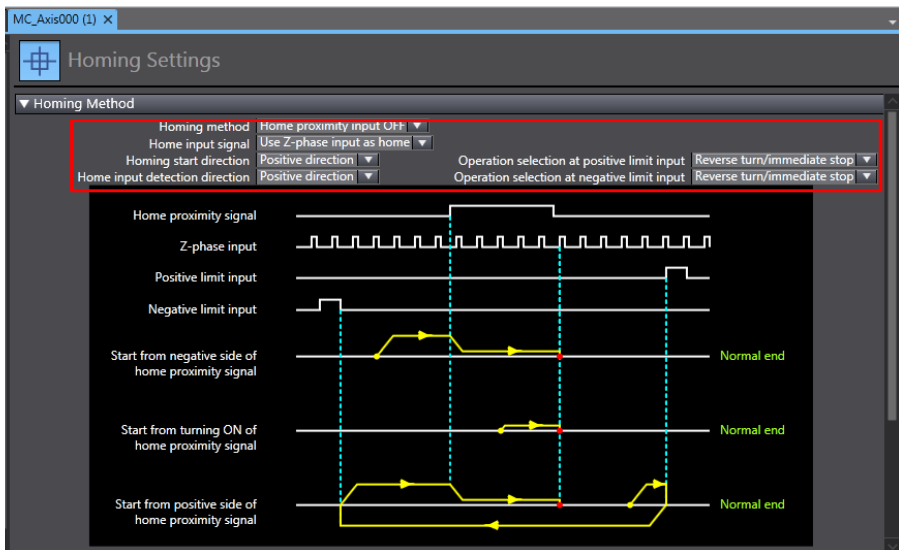 MC_Axis000 (1) ×
Homing Settings
▼ Homing Method
Homing method Home proximity input OFF ▼
Home input signal Use Z-phase input as home ▼
Homing start direction Positive direction ▼ Operation selection at positive limit input Reverse turn/immediate stop ▼
Home input detection direction Positive direction ▼ Operation selection at negative limit input Reverse turn/immediate stop ▼
Home proximity signal
Z-phase input
Positive limit input
Negative limit input
Start from negative side of
home proximity signal
Normal end
Start from turning ON of
home proximity signal
Normal end
Start from positive side of
home proximity signal
Normal end